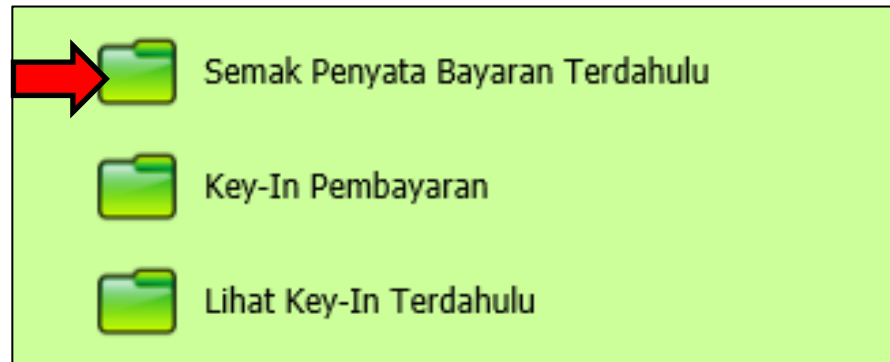 Semak Penyata Bayaran Terdahulu
Key-In Pembayaran
Lihat Key-In Terdahulu